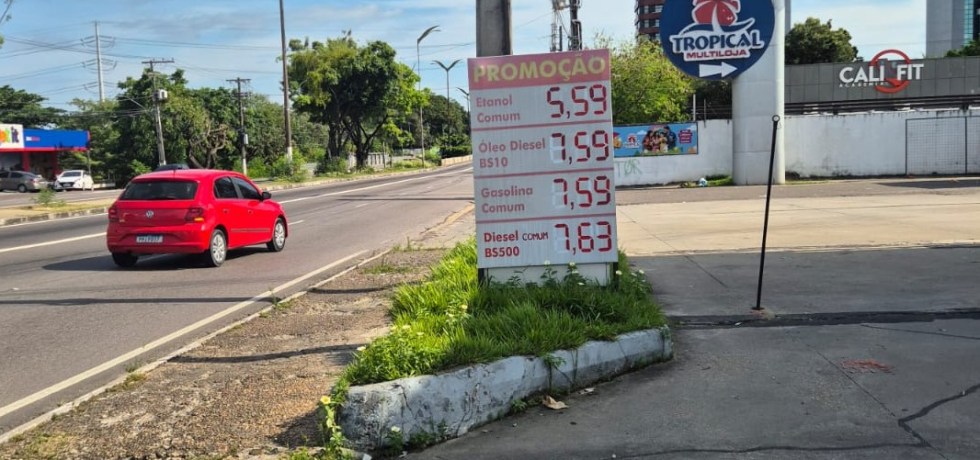 PROMOÇÃO
Etanol Comum 5,59
Óleo Diesel BS10 7,59
Gasolina Comum 7,59
Diesel COMUM BS500 7,63
TROPICAL
MULTILOJA
CALI FIT
ACADEMIA